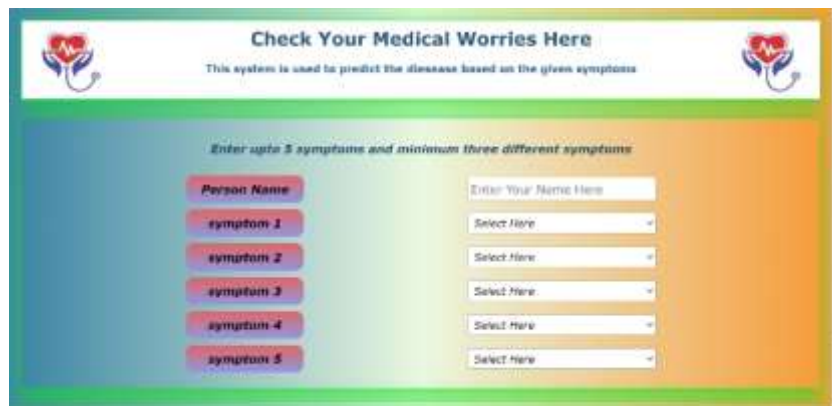 Check Your Medical Worries Here
This system is used to predict the diesease based on the given symptoms
Enter upto 5 symptoms and minimum three different symptoms
Person Name
Enter Your Name Here
symptom 1
Select Here
symptom 2
Select Here
symptom 3
Select Here
symptom 4
Select Here
symptom 5
Select Here